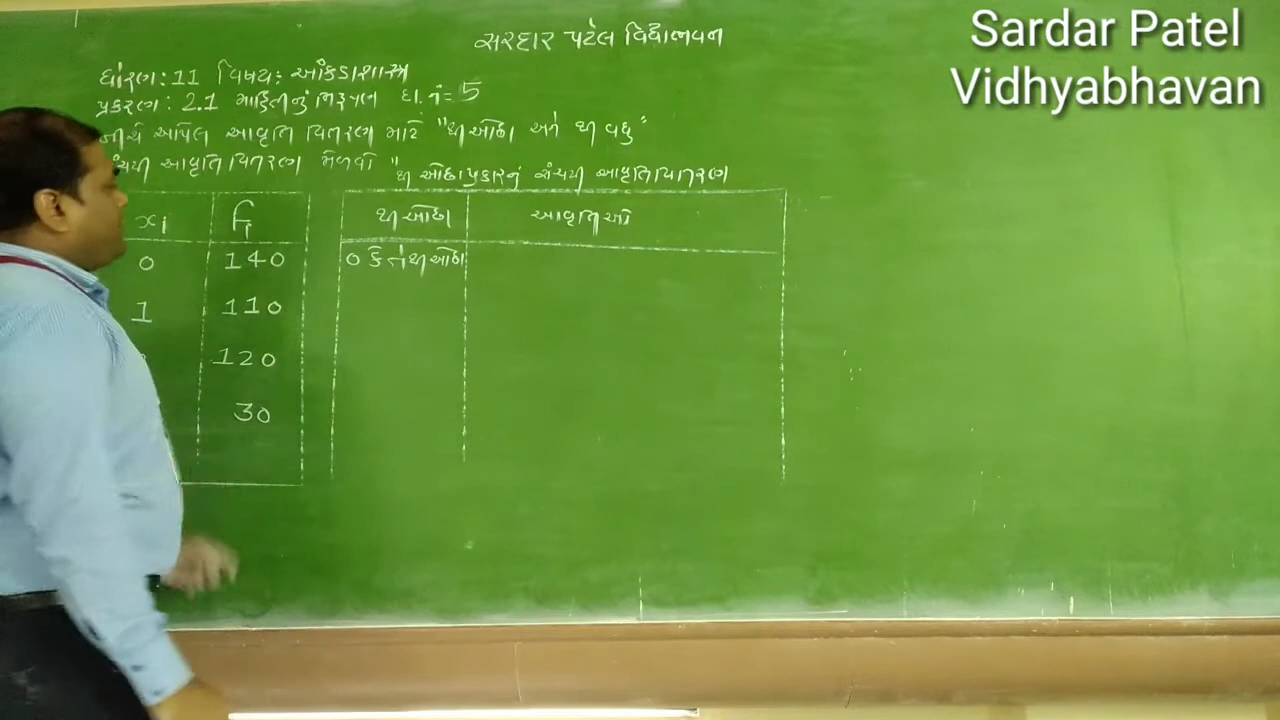 Sardar Patel
Vidhyabhavan
સરદાર પટેલ વિદ્યાભવન
ધોરણ : 11 વિષય : આંકડાશાસ્ત્ર
પ્રકરણ : 2.1 માહિતીનું નિરૂપણ દા. નં = 5
નીચે આપેલ આવૃત્તિ વિતરણ માટે "થી ઓછા અને થી વધુ"
સંચયી આવૃત્તિ વિતરણ મેળવો
"થી ઓછા પ્રકારનું સંચયી આવૃત્તિ વિતરણ
xi fi થી ઓછા આવૃત્તિઓ
0 140 0 કે તેથી ઓછા
1 110
120
30